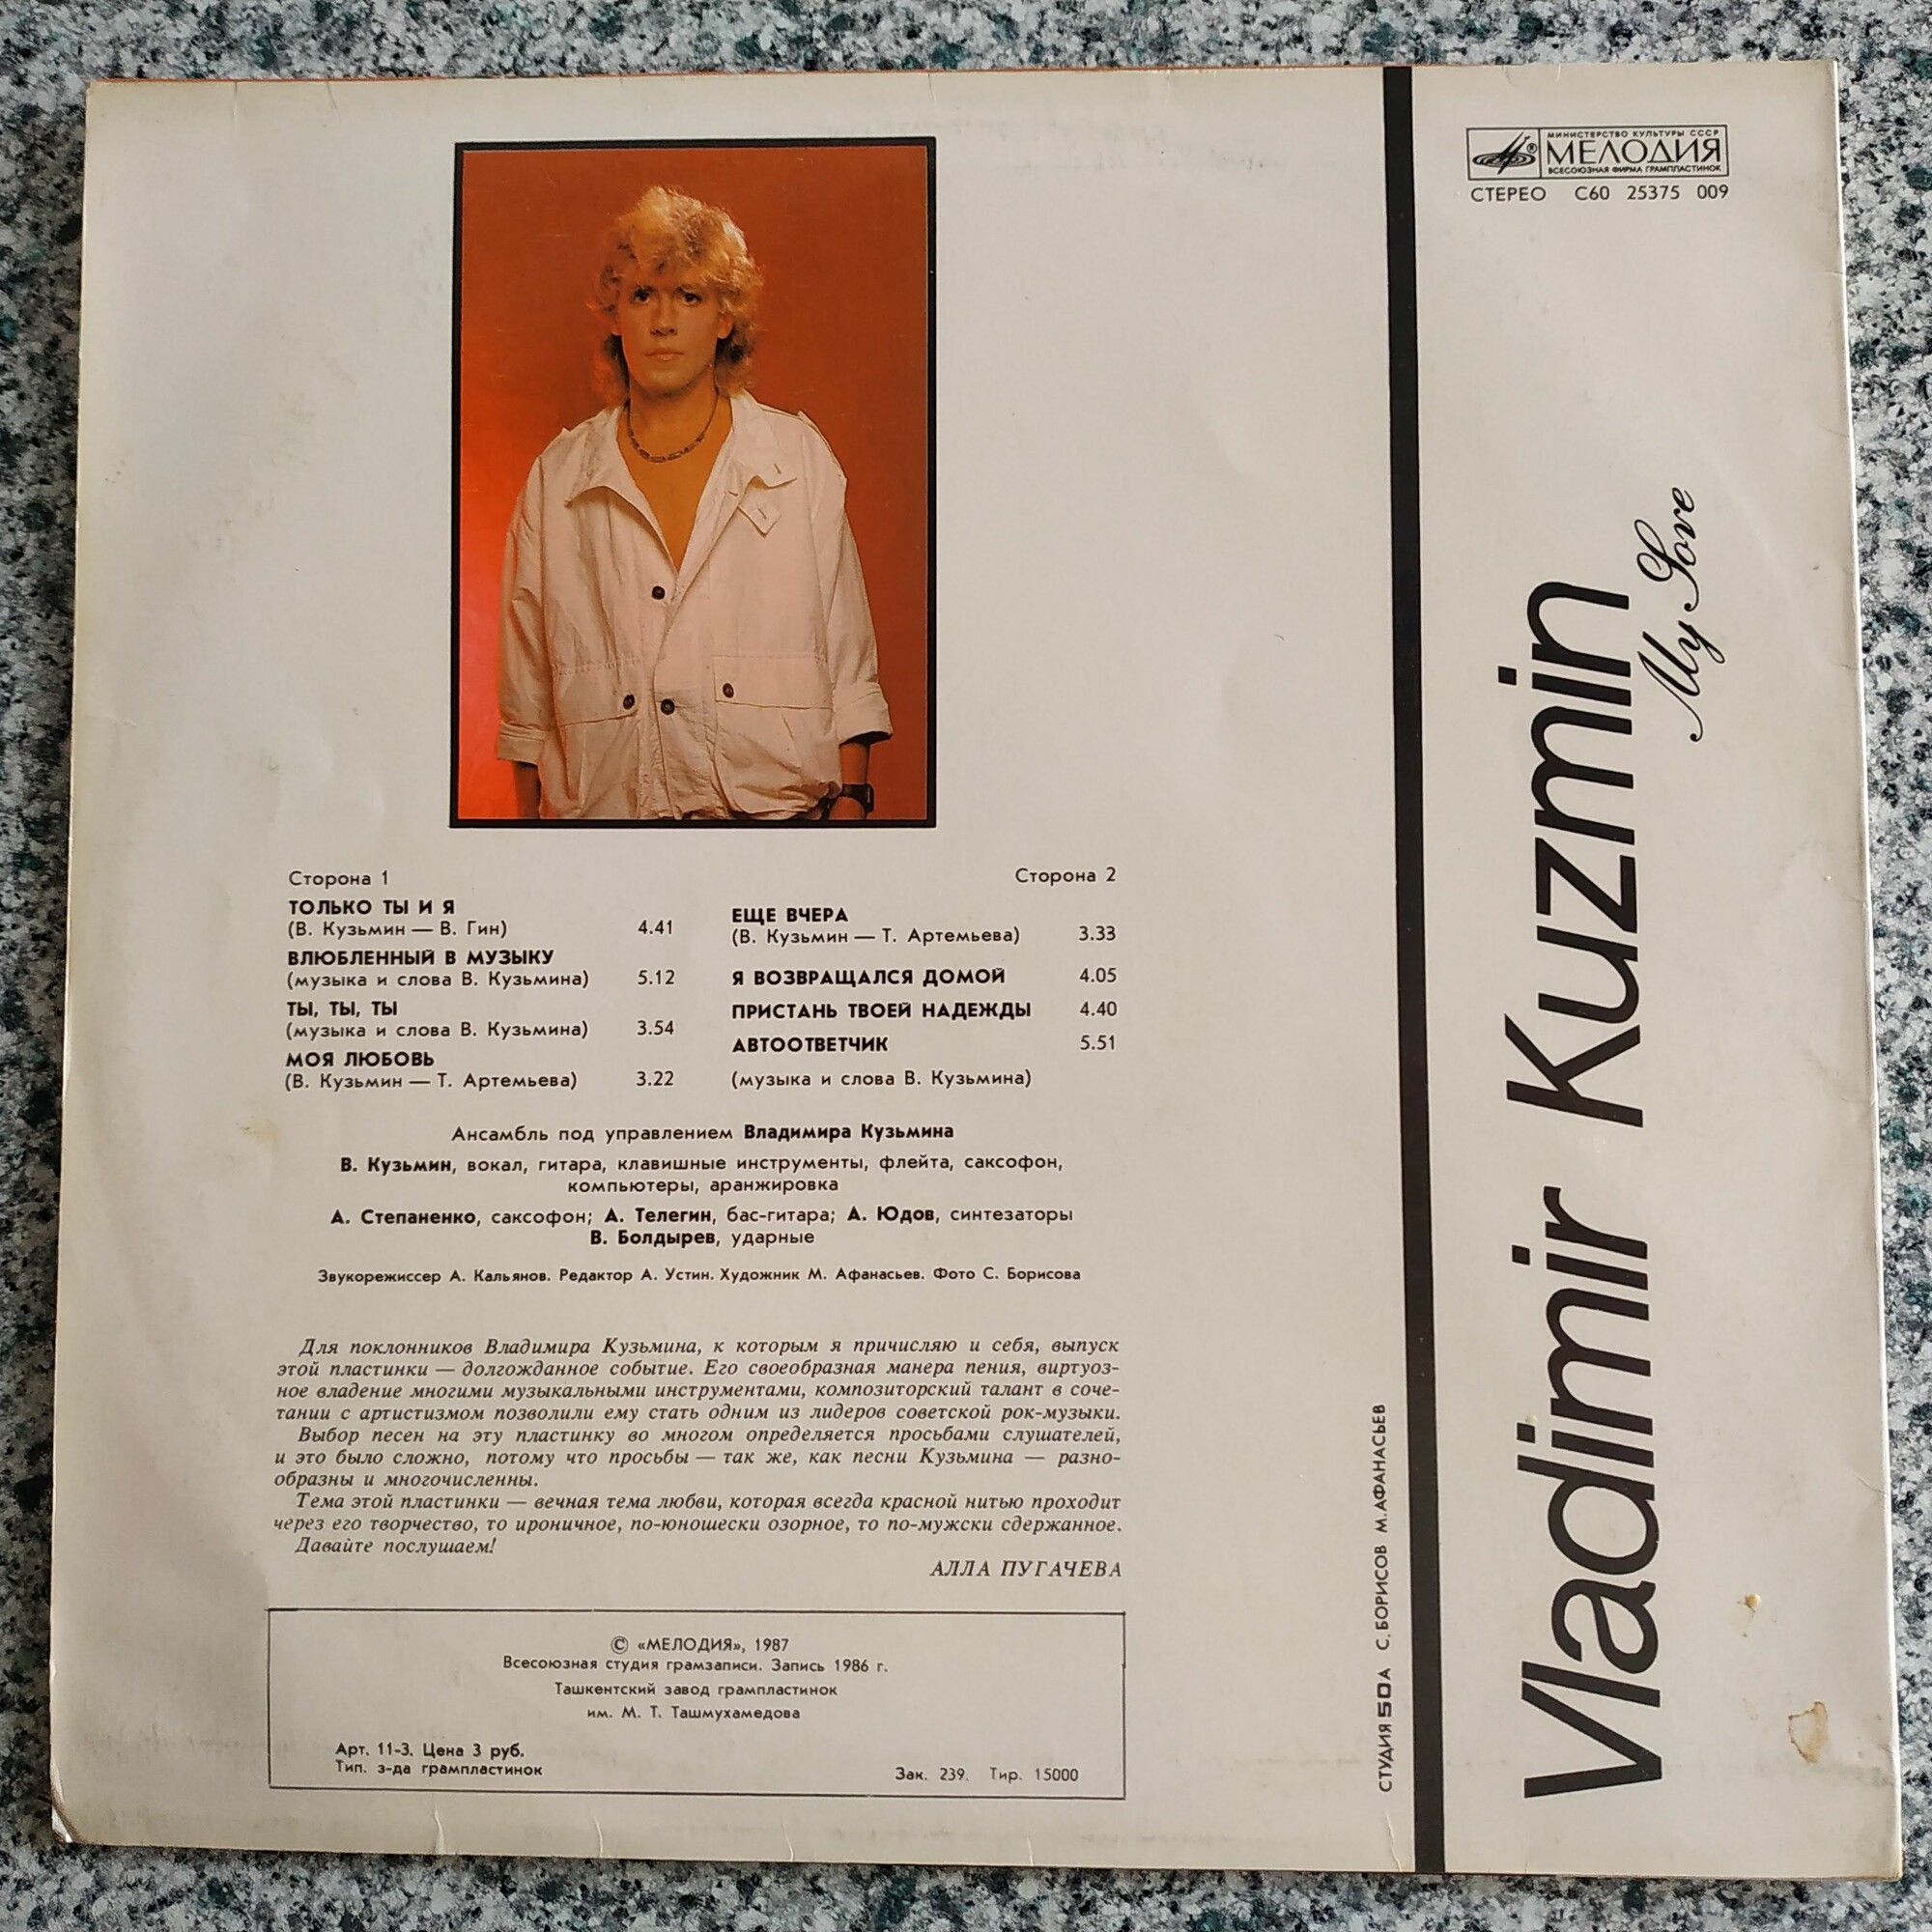 МИНИСТЕРСТВО КУЛЬТУРЫ СССР
МЕЛОДИЯ
ВСЕСОЮЗНАЯ ФИРМА ГРАМПЛАСТИНОК
СТЕРЕО С60 25375 009
Vladimir Kuzmin
My Love
Сторона 1
ТОЛЬКО ТЫ И Я
(В. Кузьмин — В. Гин) 4.41
ВЛЮБЛЕННЫЙ В МУЗЫКУ
(музыка и слова В. Кузьмина) 5.12
ТЫ, ТЫ, ТЫ
(музыка и слова В. Кузьмина) 3.54
МОЯ ЛЮБОВЬ
(В. Кузьмин — Т. Артемьева) 3.22
Сторона 2
ЕЩЕ ВЧЕРА
(В. Кузьмин — Т. Артемьева) 3.33
Я ВОЗВРАЩАЛСЯ ДОМОЙ 4.05
ПРИСТАНЬ ТВОЕЙ НАДЕЖДЫ 4.40
АВТООТВЕТЧИК 5.51
(музыка и слова В. Кузьмина)
Ансамбль под управлением Владимира Кузьмина
В. Кузьмин, вокал, гитара, клавишные инструменты, флейта, саксофон,
компьютеры, аранжировка
А. Степаненко, саксофон; А. Телегин, бас-гитара; А. Юдов, синтезаторы
В. Болдырев, ударные
Звукорежиссер А. Кальянов. Редактор А. Устин. Художник М. Афанасьев. Фото С. Борисова
Для поклонников Владимира Кузьмина, к которым я причисляю и себя, выпуск
этой пластинки — долгожданное событие. Его своеобразная манера пения, виртуоз-
ное владение многими музыкальными инструментами, композиторский талант в соче-
тании с артистизмом позволили ему стать одним из лидеров советской рок-музыки.
Выбор песен на эту пластинку во многом определяется просьбами слушателей,
и это было сложно, потому что просьбы — так же, как песни Кузьмина — разно-
образны и многочисленны.
Тема этой пластинки — вечная тема любви, которая всегда красной нитью проходит
через его творчество, то ироничное, по-юношески озорное, то по-мужски сдержанное.
Давайте послушаем!
АЛЛА ПУГАЧЕВА
© «МЕЛОДИЯ», 1987
Всесоюзная студия грамзаписи. Запись 1986 г.
Ташкентский завод грампластинок
им. М. Т. Ташмухамедова
Арт. 11-3. Цена 3 руб.
Тип. з-да грампластинок
Зак. 239. Тир. 15000
СТУДИЯ 50А С.БОРИСОВ М.АФАНАСЬЕВ